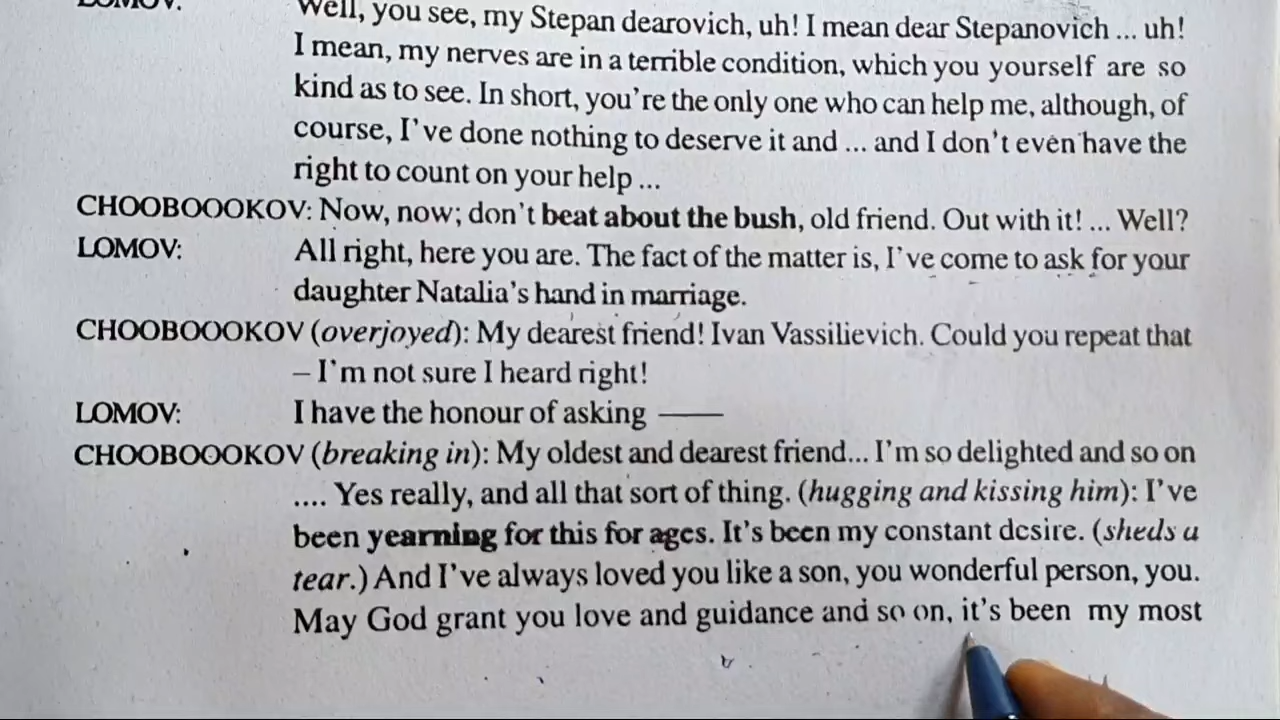 LOMOV: Well, you see, my Stepan dearovich, uh! I mean dear Stepanovich ... uh!
I mean, my nerves are in a terrible condition, which you yourself are so
kind as to see. In short, you're the only one who can help me, although, of
course, I've done nothing to deserve it and ... and I don't even have the
right to count on your help ...
CHOOBOOOKOV: Now, now; don't beat about the bush, old friend. Out with it! ... Well?
LOMOV: All right, here you are. The fact of the matter is, I've come to ask for your
daughter Natalia's hand in marriage.
CHOOBOOOKOV (overjoyed): My dearest friend! Ivan Vassilievich. Could you repeat that
– I'm not sure I heard right!
LOMOV: I have the honour of asking ——
CHOOBOOOKOV (breaking in): My oldest and dearest friend... I'm so delighted and so on
.... Yes really, and all that sort of thing. (hugging and kissing him): I've
been yearning for this for ages. It's been my constant desire. (sheds a
tear.) And I've always loved you like a son, you wonderful person, you.
May God grant you love and guidance and so on, it's been my most